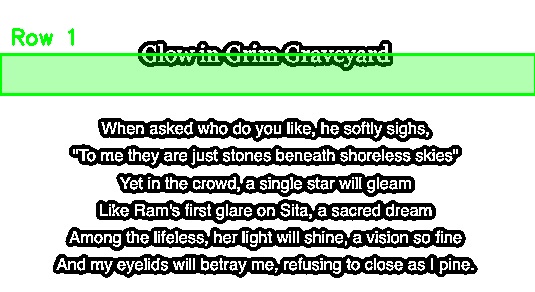 Row 1
Glow in Grim Graveyard
When asked who do you like, he softly sighs,
"To me they are just stones beneath shoreless skies"
Yet in the crowd, a single star will gleam
Like Ram's first glare on Sita, a sacred dream
Among the lifeless, her light will shine, a vision so fine
And my eyelids will betray me, refusing to close as I pine.